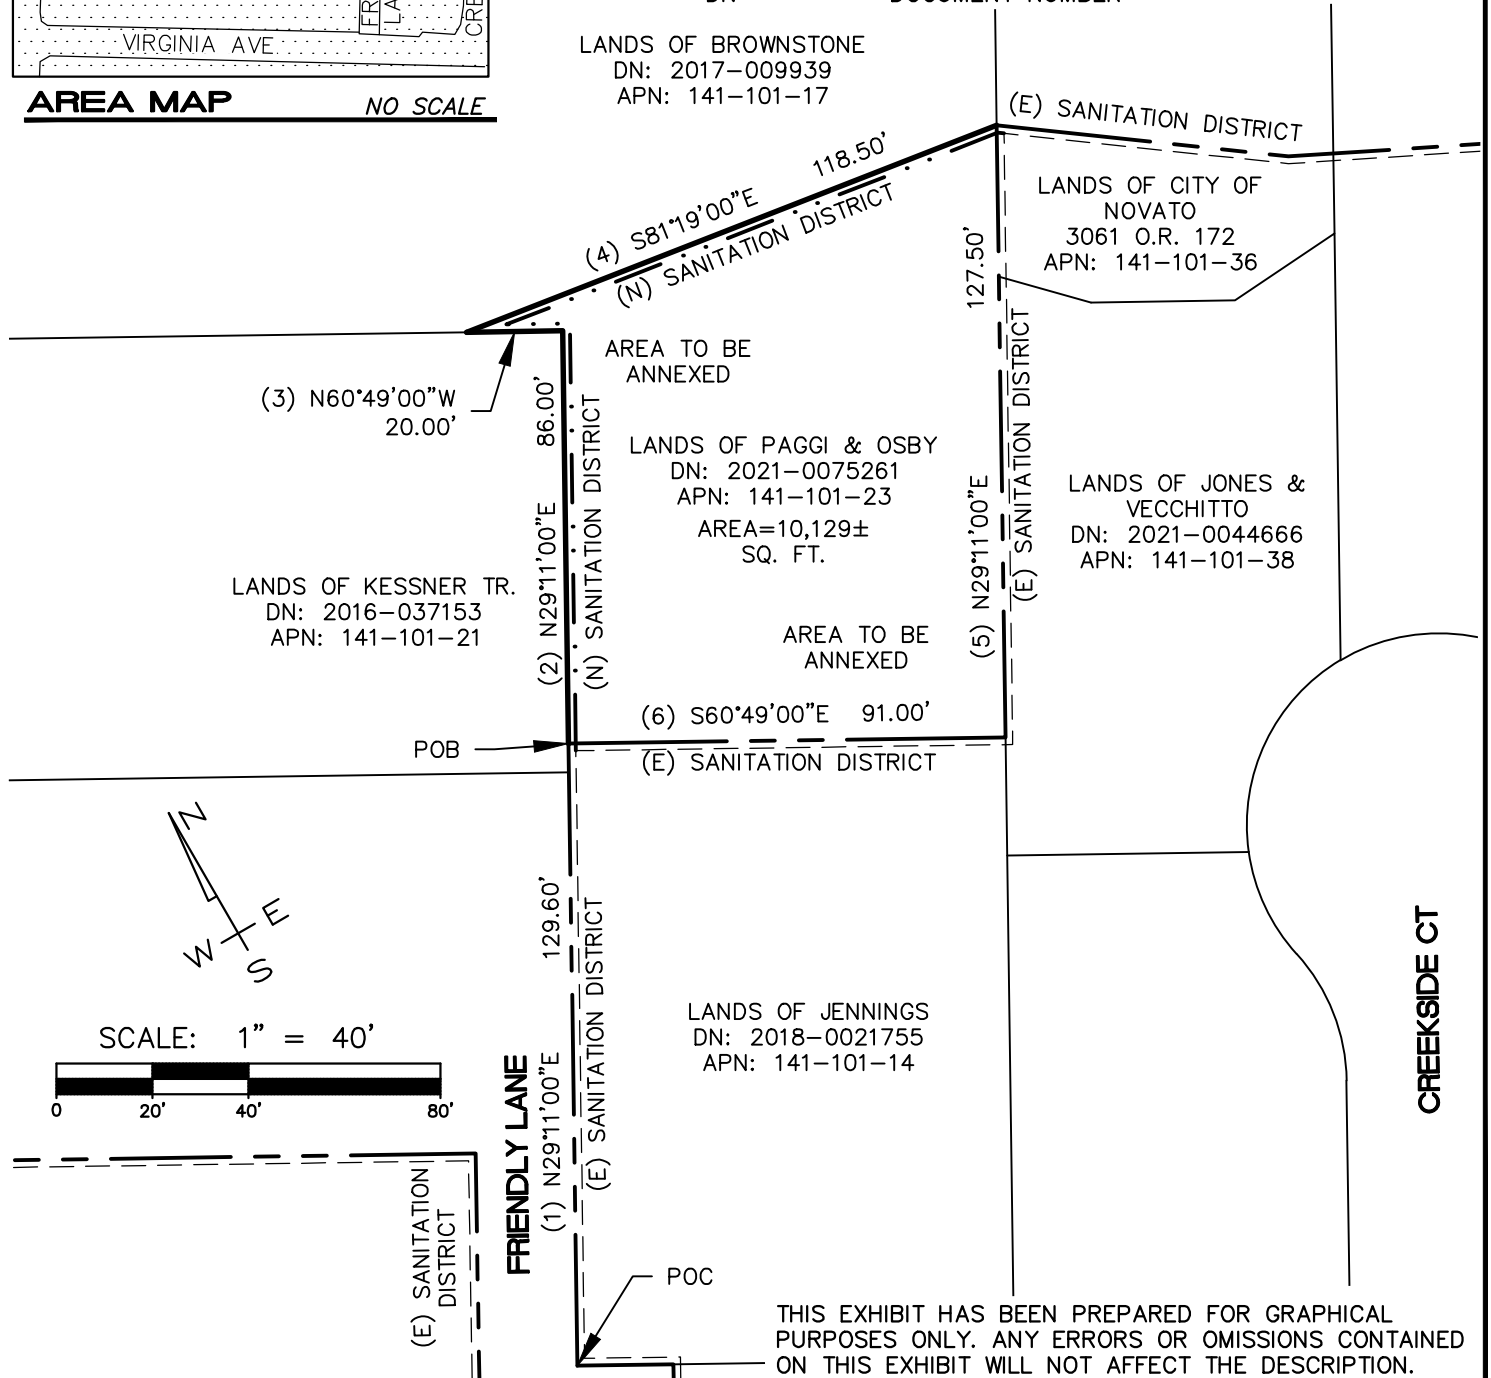 DN DOCUMENT NUMBER
VIRGINIA AVE
FR
LA
CRE
AREA MAP
NO SCALE
LANDS OF BROWNSTONE
DN: 2017-009939
APN: 141-101-17
(E) SANITATION DISTRICT
118.50'
(4) S81°19'00"E
(N) SANITATION DISTRICT
LANDS OF CITY OF
NOVATO
3061 O.R. 172
APN: 141-101-36
127.50'
(3) N60°49'00"W
20.00'
AREA TO BE
ANNEXED
86.00'
(2) N29°11'00"E
(N) SANITATION DISTRICT
LANDS OF PAGGI & OSBY
DN: 2021-0075261
APN: 141-101-23
AREA=10,129±
SQ. FT.
(5) N29°11'00"E
(E) SANITATION DISTRICT
LANDS OF JONES &
VECCHITTO
DN: 2021-0044666
APN: 141-101-38
LANDS OF KESSNER TR.
DN: 2016-037153
APN: 141-101-21
AREA TO BE
ANNEXED
(6) S60°49'00"E 91.00'
POB
(E) SANITATION DISTRICT
N
E
W
S
129.60'
(1) N29°11'00"E
(E) SANITATION DISTRICT
LANDS OF JENNINGS
DN: 2018-0021755
APN: 141-101-14
CREEKSIDE CT
SCALE: 1" = 40'
0 20' 40' 80'
FRIENDLY LANE
(E) SANITATION
DISTRICT
POC
THIS EXHIBIT HAS BEEN PREPARED FOR GRAPHICAL
PURPOSES ONLY. ANY ERRORS OR OMISSIONS CONTAINED
ON THIS EXHIBIT WILL NOT AFFECT THE DESCRIPTION.